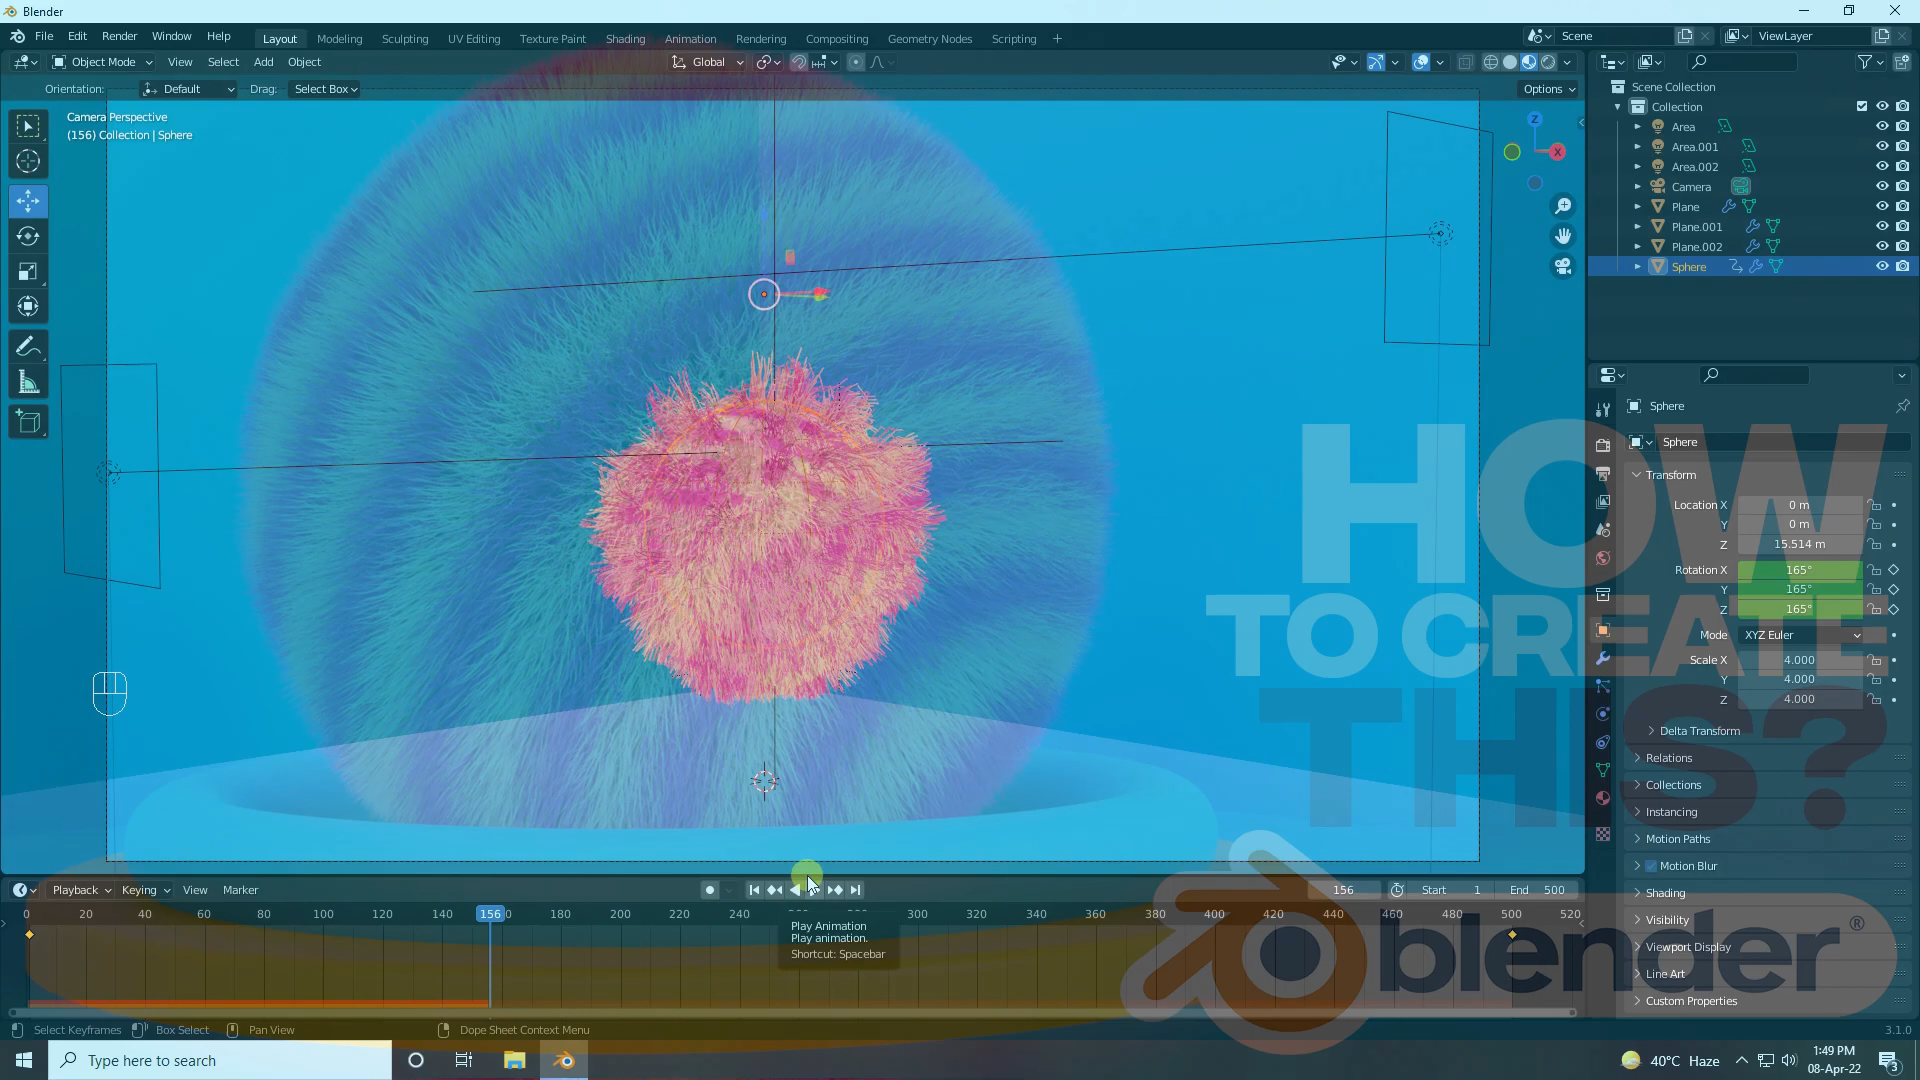 Blender
File Edit Render Window Help
Layout Modeling Sculpting UV Editing Texture Paint Shading Animation Rendering Compositing Geometry Nodes Scripting +
Scene
ViewLayer
Object Mode View Select Add Object
Global
Orientation: Default Drag: Select Box
Options
Camera Perspective
(156) Collection | Sphere
Z
X
Scene Collection
Collection
Area
Area.001
Area.002
Camera
Plane
Plane.001
Plane.002
Sphere
Sphere
Sphere
Transform
Location X 0 m
Y 0 m
Z 15.514 m
Rotation X 165°
Y 165°
Z 165°
Mode XYZ Euler
Scale X 4.000
Y 4.000
Z 4.000
Delta Transform
Relations
Collections
Instancing
Motion Paths
Motion Blur
Shading
Visibility
Viewport Display
Line Art
Custom Properties
HOW
TO CREATE
THIS?
blender®
Playback Keying View Marker
156 Start 1 End 500
0 20 40 60 80 100 120 140 156 180 200 220 240 300 320 340 360 380 400 420 440 460 480 500 520
Play Animation
Play animation.
Shortcut: Spacebar
Select Keyframes Box Select Pan View Dope Sheet Context Menu
3.1.0
Type here to search
40°C Haze
1:49 PM
08-Apr-22
3